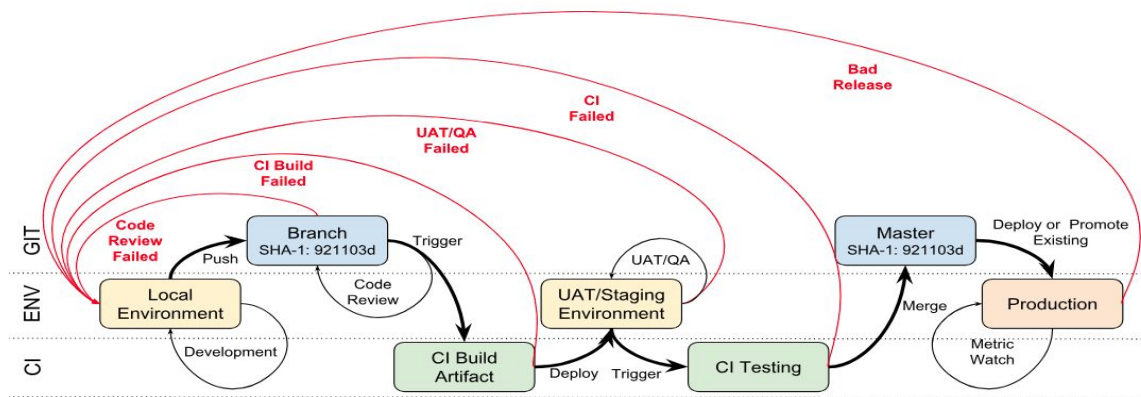 Bad
Release
CI
Failed
UAT/QA
Failed
CI Build
Failed
Code
Review
Failed
GIT
Branch
SHA-1: 921103d
Push
Trigger
Code
Review
UAT/QA
Master
SHA-1: 921103d
Deploy or Promote
Existing
ENV
Local
Environment
Development
UAT/Staging
Environment
Merge
Production
Metric
Watch
CI
CI Build
Artifact
Deploy
Trigger
CI Testing